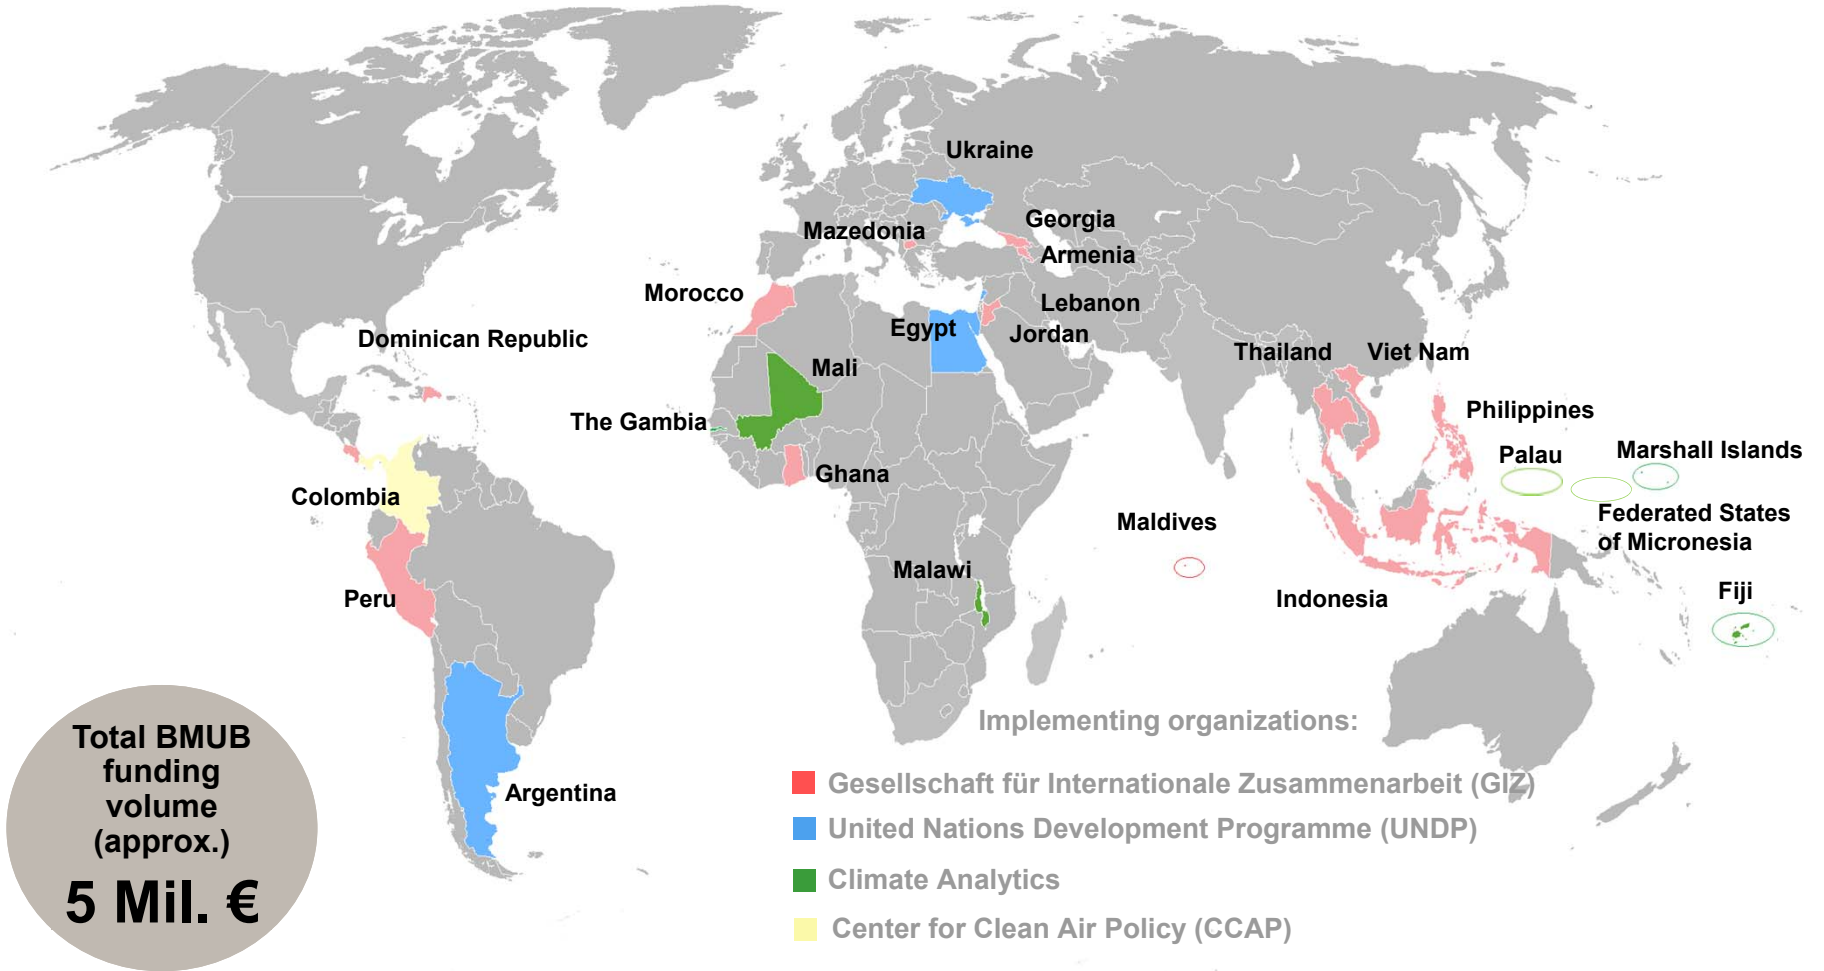 Ukraine
Georgia
Mazedonia
Armenia
Morocco
Lebanon
Egypt
Jordan
Dominican Republic
Thailand
Viet Nam
Mali
Philippines
The Gambia
Marshall Islands
Palau
Ghana
Colombia
Federated States
of Micronesia
Maldives
Malawi
Indonesia
Fiji
Peru
Argentina
Total BMUB
funding
volume
(approx.)
5 Mil. €
Implementing organizations:
Gesellschaft für Internationale Zusammenarbeit (GIZ)
United Nations Development Programme (UNDP)
Climate Analytics
Center for Clean Air Policy (CCAP)